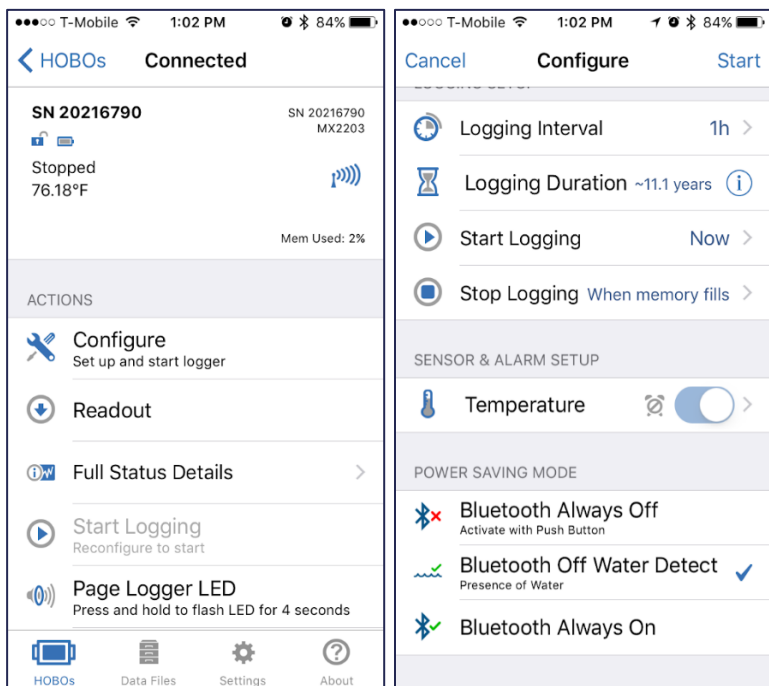 T-Mobile 1:02 PM 84%
HOBOs Connected
SN 20216790
SN 20216790
MX2203
Stopped
76.18°F
Mem Used: 2%
ACTIONS
Configure
Set up and start logger
Readout
Full Status Details
Start Logging
Reconfigure to start
Page Logger LED
Press and hold to flash LED for 4 seconds
HOBOs Data Files Settings About
T-Mobile 1:02 PM 84%
Cancel Configure Start
LOGGING SETUP
Logging Interval 1h
Logging Duration ~11.1 years
Start Logging Now
Stop Logging When memory fills
SENSOR & ALARM SETUP
Temperature
POWER SAVING MODE
Bluetooth Always Off
Activate with Push Button
Bluetooth Off Water Detect
Presence of Water
Bluetooth Always On